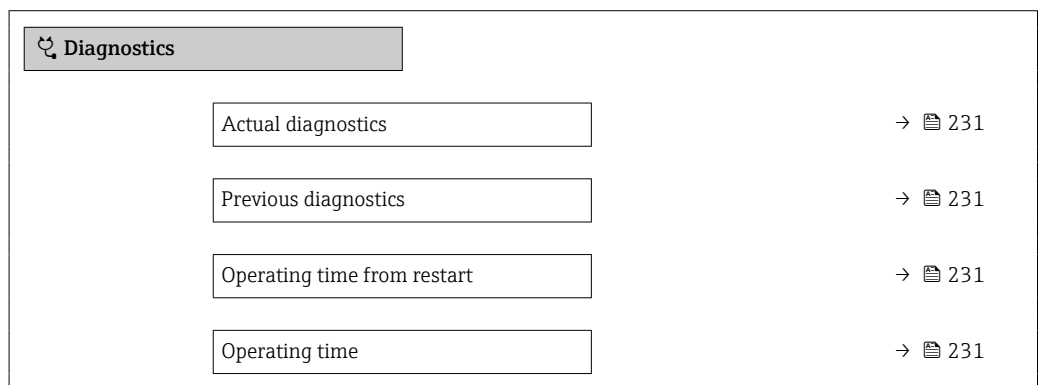 Diagnostics
Actual diagnostics → 231
Previous diagnostics → 231
Operating time from restart → 231
Operating time → 231